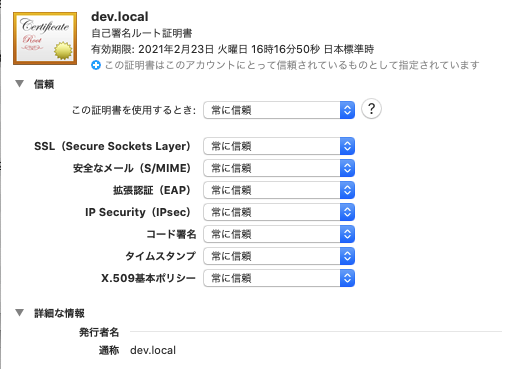 Certificate
Root
dev.local
自己署名ルート証明書
有効期限: 2021年2月23日 火曜日 16時16分50秒 日本標準時
この証明書はこのアカウントにとって信頼されているものとして指定されています
信頼
この証明書を使用するとき: 常に信頼 ?
SSL（Secure Sockets Layer） 常に信頼
安全なメール（S/MIME） 常に信頼
拡張認証（EAP） 常に信頼
IP Security（IPsec） 常に信頼
コード署名 常に信頼
タイムスタンプ 常に信頼
X.509基本ポリシー 常に信頼
詳細な情報
発行者名
通称 dev.local